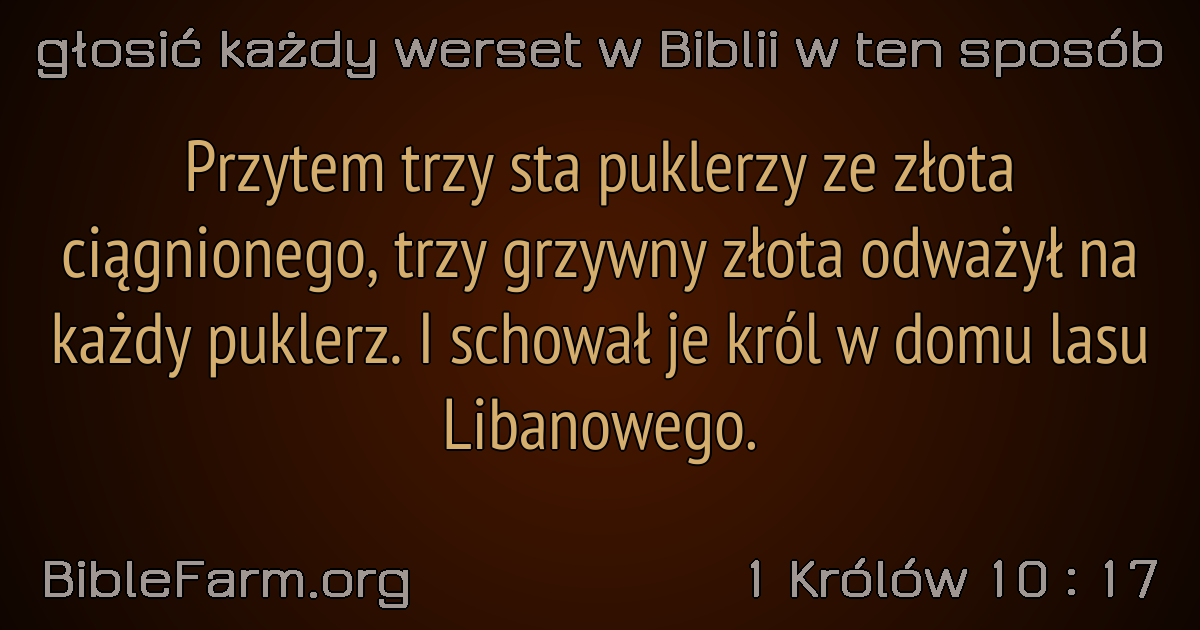 głosić każdy werset w Biblii w ten sposób
Przytem trzy sta puklerzy ze złota
ciągnionego, trzy grzywny złota odważył na
każdy puklerz. I schował je król w domu lasu
Libanowego.
BibleFarm.org
1 Królów 10 : 17